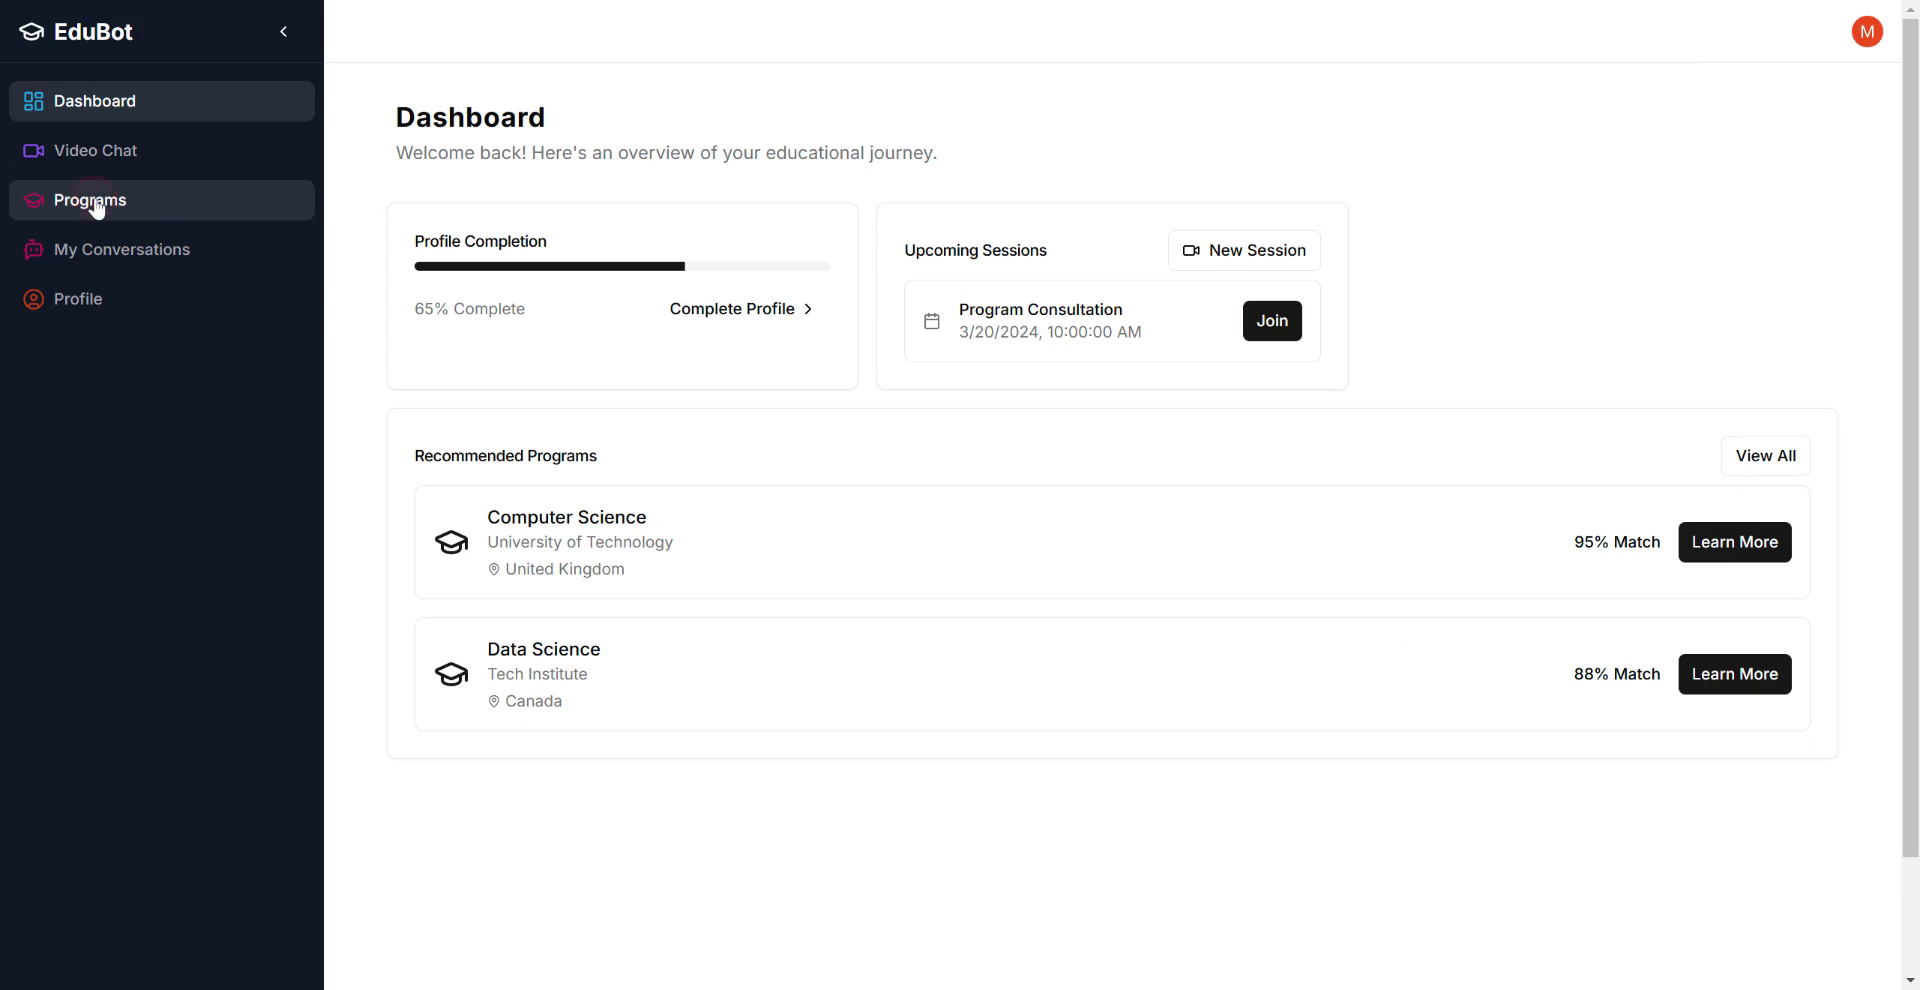 EduBot
Dashboard
Video Chat
Programs
My Conversations
Profile
M
Dashboard
Welcome back! Here's an overview of your educational journey.
Profile Completion
65% Complete
Complete Profile
Upcoming Sessions
New Session
Program Consultation
3/20/2024, 10:00:00 AM
Join
Recommended Programs
View All
Computer Science
University of Technology
United Kingdom
95% Match
Learn More
Data Science
Tech Institute
Canada
88% Match
Learn More